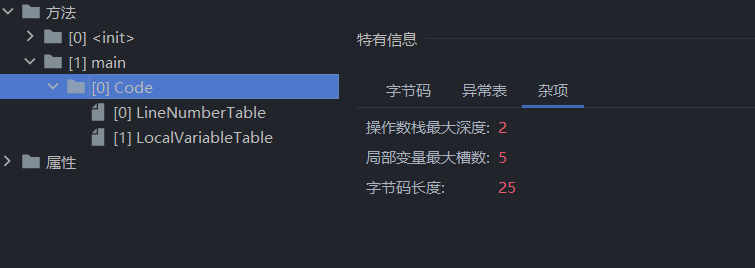 方法
[0] <init>
[1] main
[0] Code
[0] LineNumberTable
[1] LocalVariableTable
属性
特有信息
字节码 异常表 杂项
操作数栈最大深度: 2
局部变量最大槽数: 5
字节码长度: 25